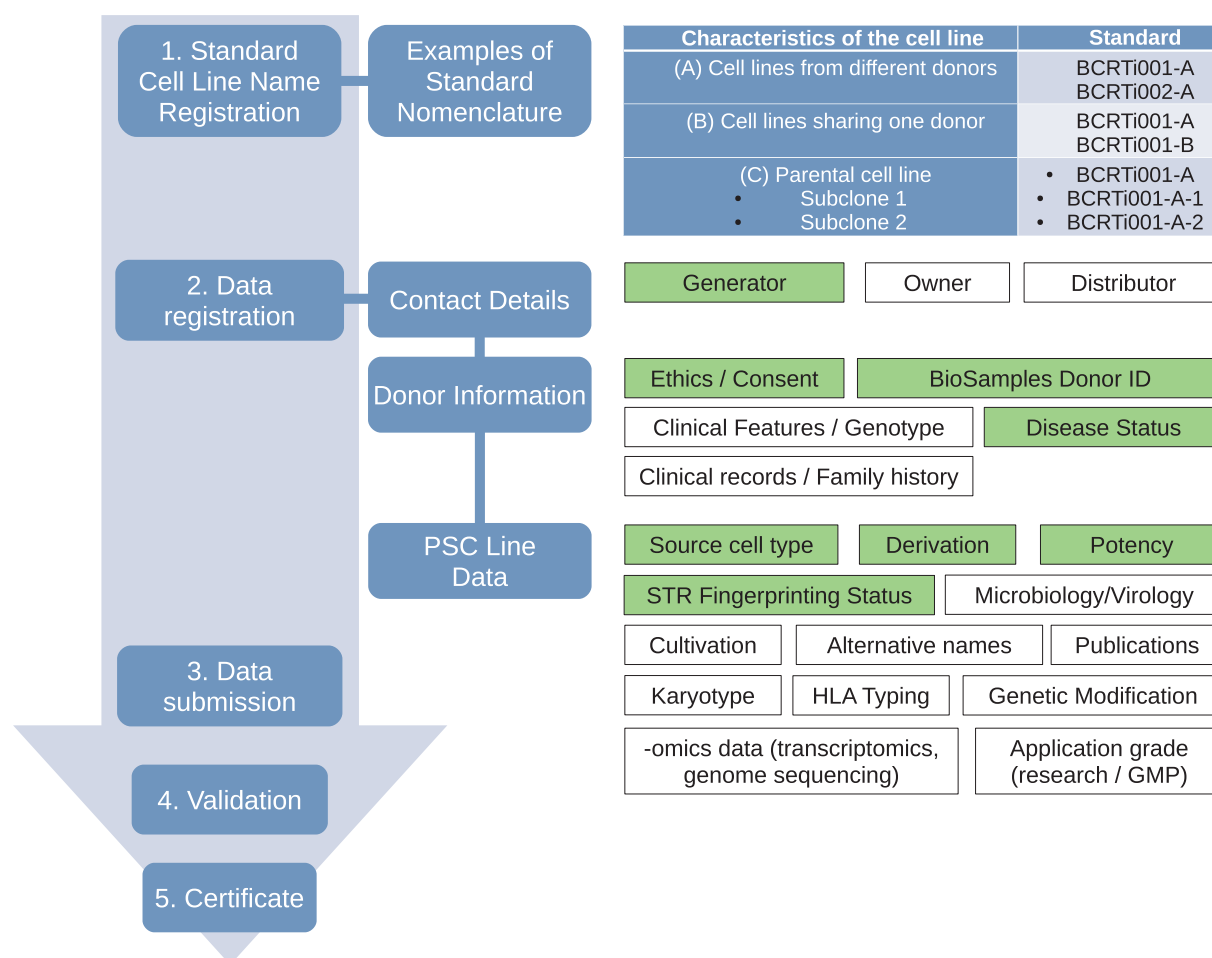 1. Standard
Cell Line Name
Registration
Examples of
Standard
Nomenclature
Characteristics of the cell line
Standard
(A) Cell lines from different donors
BCRTi001-A
BCRTi002-A
(B) Cell lines sharing one donor
BCRTi001-A
BCRTi001-B
(C) Parental cell line
• Subclone 1
• Subclone 2
• BCRTi001-A
• BCRTi001-A-1
• BCRTi001-A-2
2. Data
registration
Contact Details
Generator
Owner
Distributor
Donor Information
Ethics / Consent
BioSamples Donor ID
Clinical Features / Genotype
Disease Status
Clinical records / Family history
PSC Line
Data
Source cell type
Derivation
Potency
STR Fingerprinting Status
Microbiology/Virology
Cultivation
Alternative names
Publications
Karyotype
HLA Typing
Genetic Modification
-omics data (transcriptomics,
genome sequencing)
Application grade
(research / GMP)
3. Data
submission
4. Validation
5. Certificate